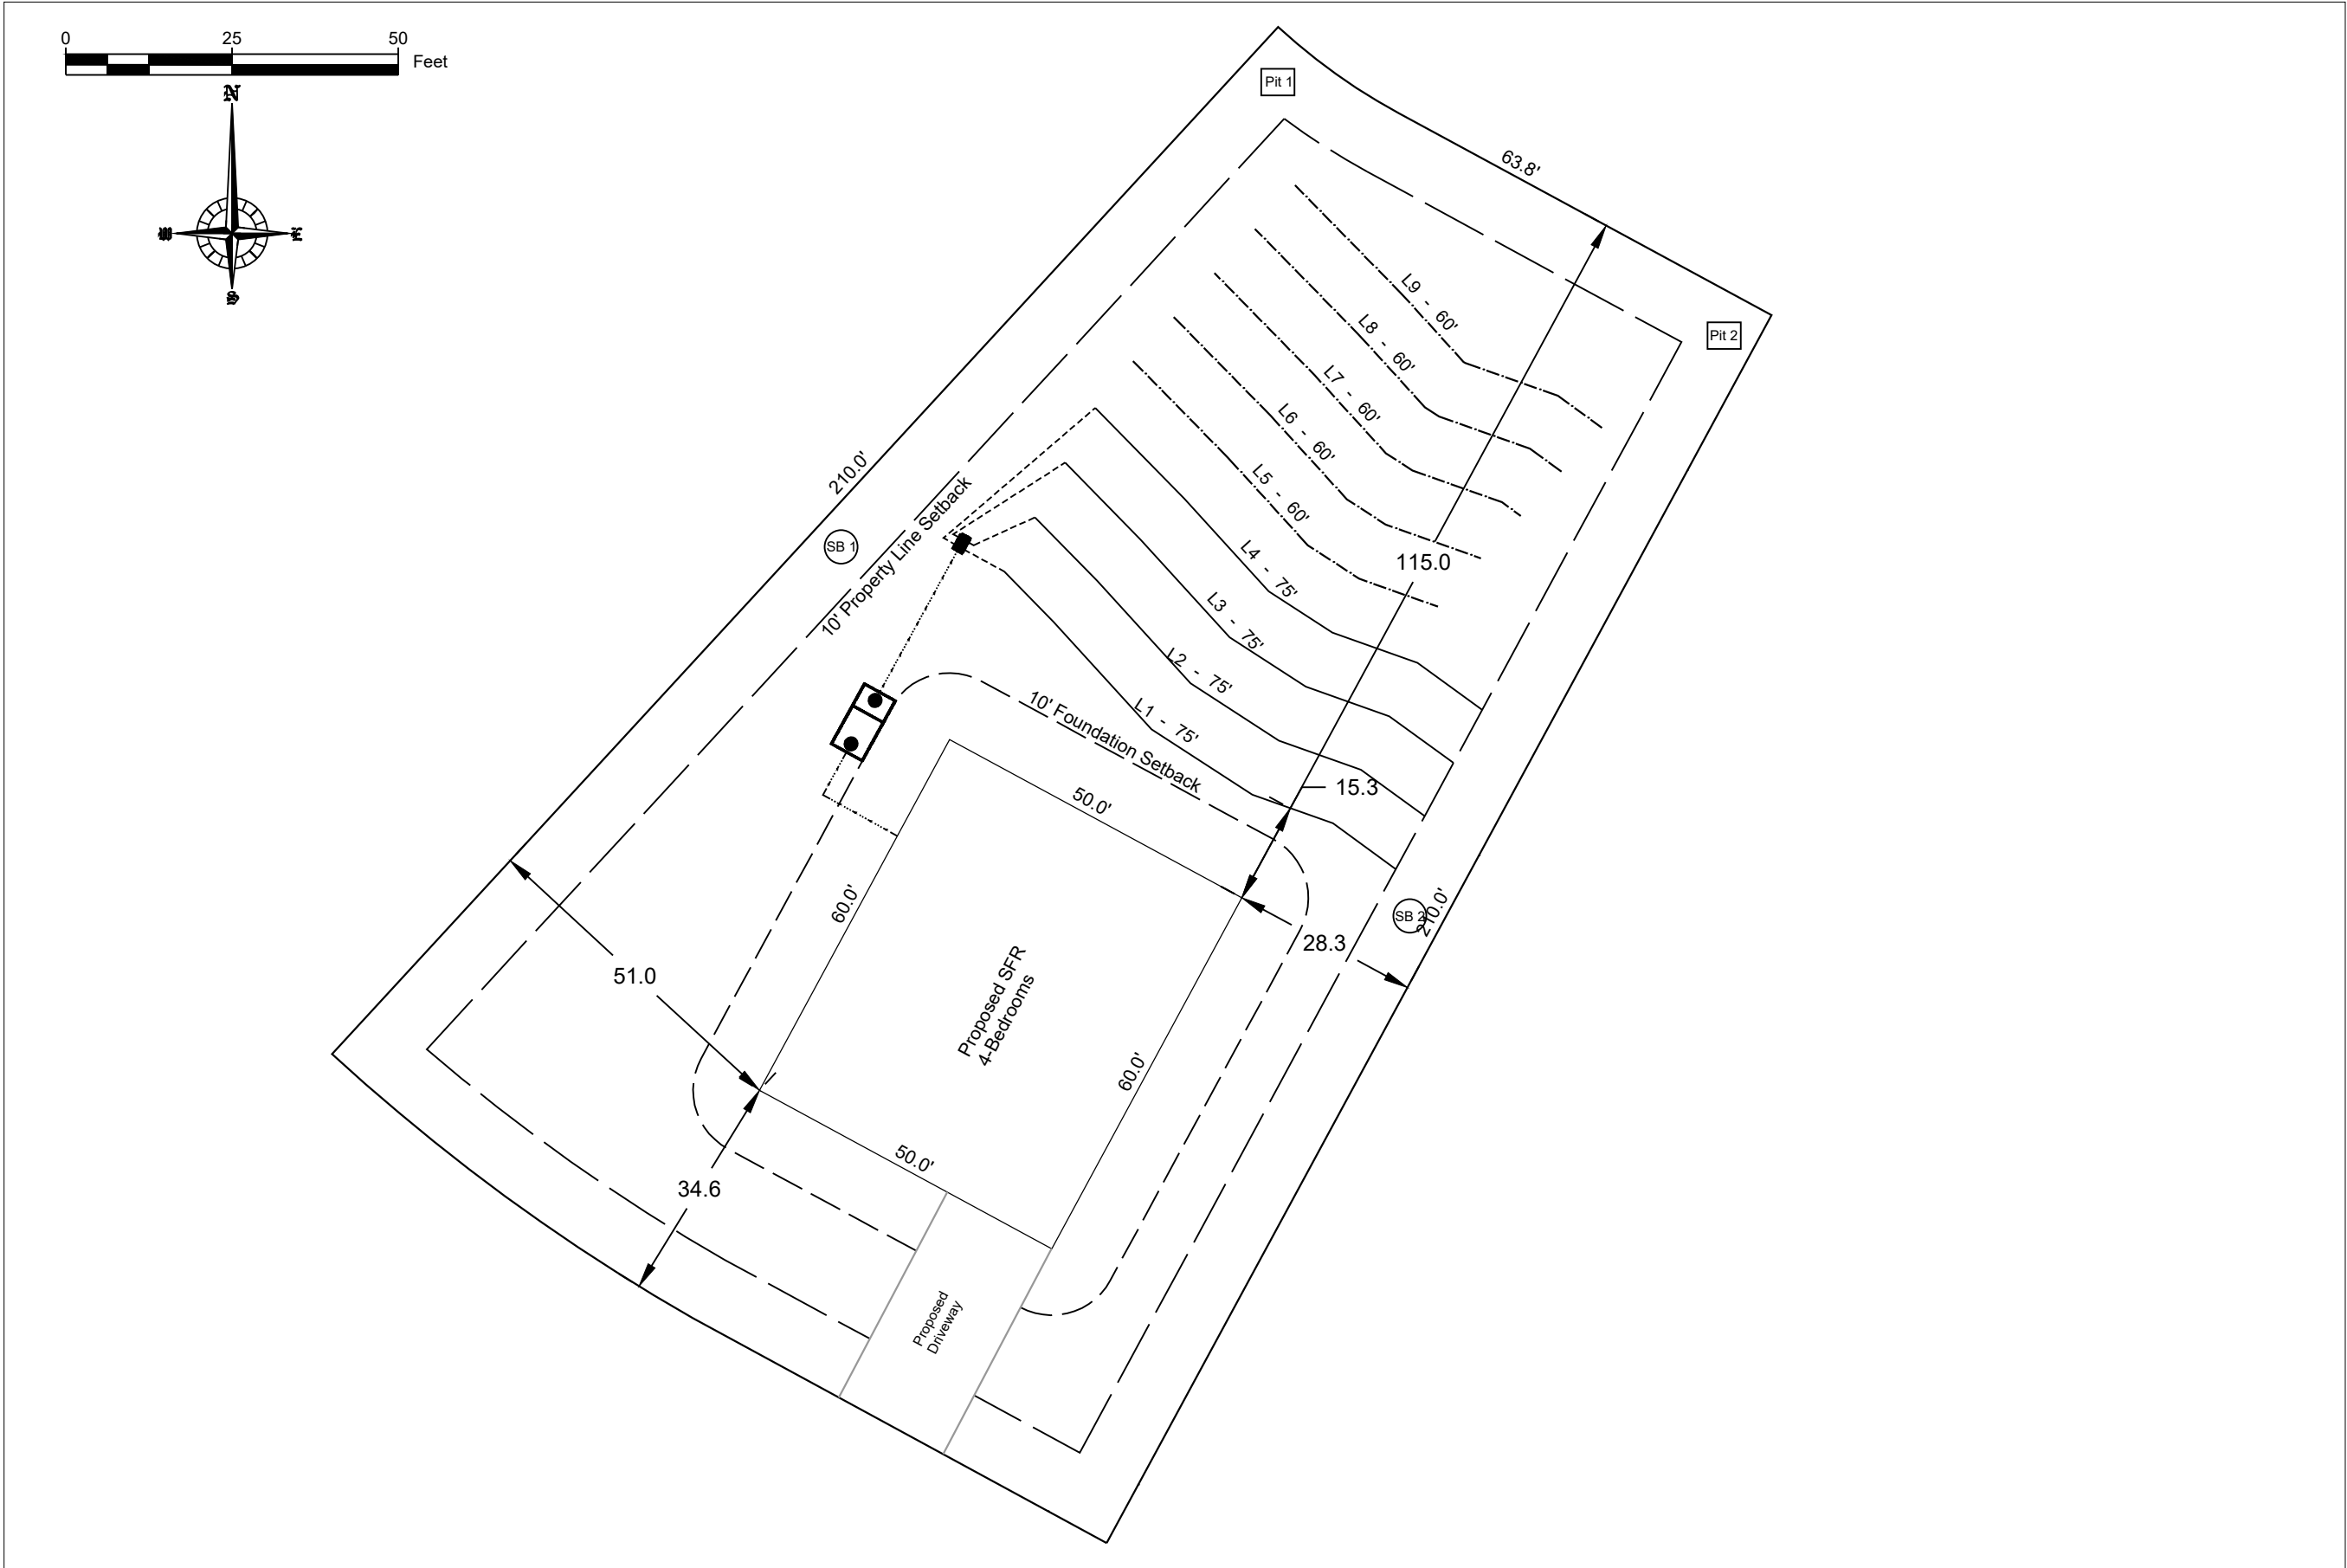 0 25 50
Feet
N
W E
S
Pit 1
63.8'
Pit 2
L9 - 60'
L8 - 60'
L7 - 60'
L6 - 60'
L5 - 60'
210.0'
10' Property Line Setback
SB 1
115.0
L4 - 75'
L3 - 75'
L2 - 75'
L1 - 75'
10' Foundation Setback
15.3
50.0'
60.0'
SB 2
210.0'
28.3
51.0
Proposed SFR
4-Bedrooms
60.0'
50.0'
34.6
Proposed
Driveway